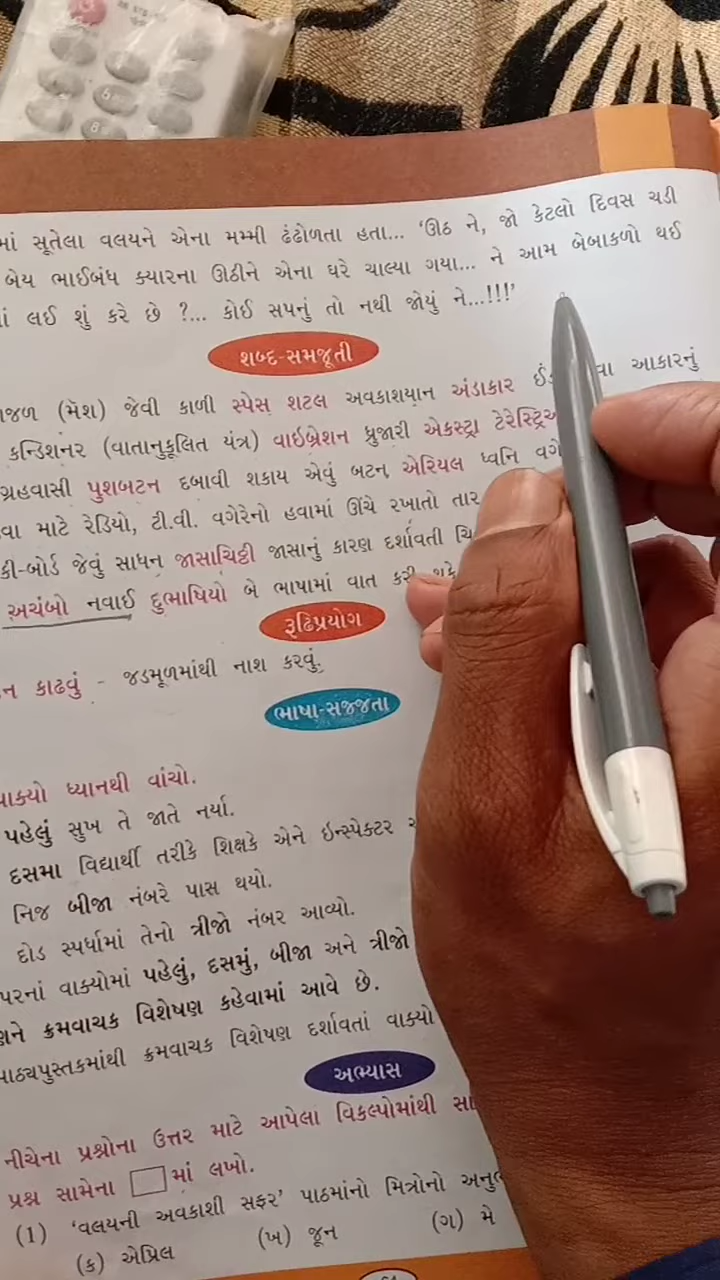 માં સૂતેલા વલયને એના મમ્મી ઢંઢોળતા હતા... ‘ઊઠ ને, જો કેટલો દિવસ ચડી
બેય ભાઈબંધ ક્યારના ઊઠીને એના ઘરે ચાલ્યા ગયા... ને આમ બેબાકળો થઈ
લઈ શું કરે છે ?... કોઈ સપનું તો નથી જોયું ને...!!!’
શબ્દ-સમજૂતી
(મૅશ) જેવી કાળી સ્પેસ શટલ અવકાશયાન અંડાકાર આકારનું
કન્ડિશનર (વાતાનુકૂલિત યંત્ર) વાઇબ્રેશન ધ્રુજારી એકસ્ટ્રા
ગ્રહવાસી પુશબટન દબાવી શકાય એવું બટન એરિયલ ધ્વનિ
માટે રેડિયો, ટી.વી. વગેરેનો હવામાં ઊંચે રખાતો તાર
કી-બોર્ડ જેવું સાધન જાસાચિઠ્ઠી જાસાનું કારણ દર્શાવતી
અચંબો નવાઈ દુભાષિયો બે ભાષામાં વાત કરી
રૂઢિપ્રયોગ
કાઢવું - જડમૂળમાંથી નાશ કરવું.
ભાષા-સજ્જતા
ધ્યાનથી વાંચો.
પહેલું સુખ તે જાતે નર્યા.
દસમા વિદ્યાર્થી તરીકે શિક્ષકે એને ઇન્સ્પેક્ટર
નિજ બીજા નંબરે પાસ થયો.
દોડ સ્પર્ધામાં તેનો ત્રીજો નંબર આવ્યો.
વાક્યોમાં પહેલું, દસમું, બીજા અને ત્રીજો
ક્રમવાચક વિશેષણ કહેવામાં આવે છે.
પાઠ્યપુસ્તકમાંથી ક્રમવાચક વિશેષણ દર્શાવતાં વાક્યો
અભ્યાસ
નીચેના પ્રશ્નોના ઉત્તર માટે આપેલા વિકલ્પોમાંથી
પ્રશ્ન સામેના માં લખો.
(1) ‘વલયની અવકાશી સફર’ પાઠમાંનો મિત્રોનો
(ક) એપ્રિલ (ખ) જૂન (ગ) મે